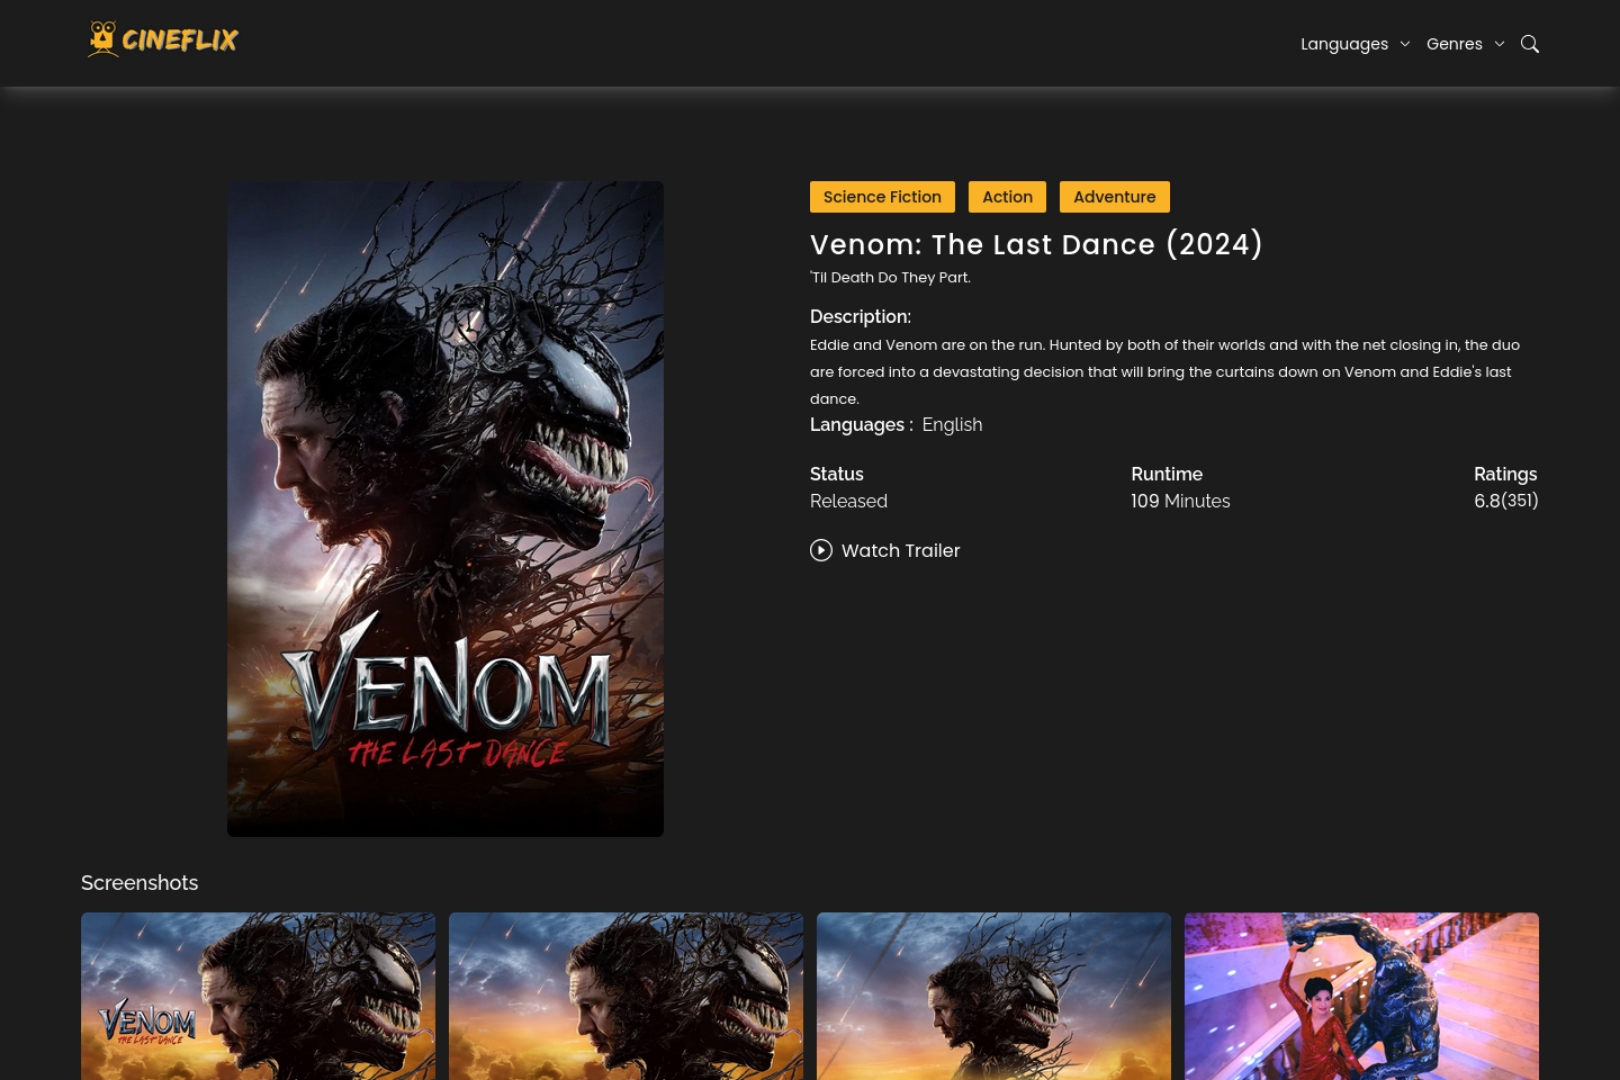 CINEFLIX
Languages
Genres
Science Fiction
Action
Adventure
Venom: The Last Dance (2024)
'Til Death Do They Part.
Description:
Eddie and Venom are on the run. Hunted by both of their worlds and with the net closing in, the duo
are forced into a devastating decision that will bring the curtains down on Venom and Eddie's last
dance.
Languages : English
Status
Released
Runtime
109 Minutes
Ratings
6.8(351)
Watch Trailer
VENOM
THE LAST DANCE
Screenshots
VENOM
THE LAST DANCE